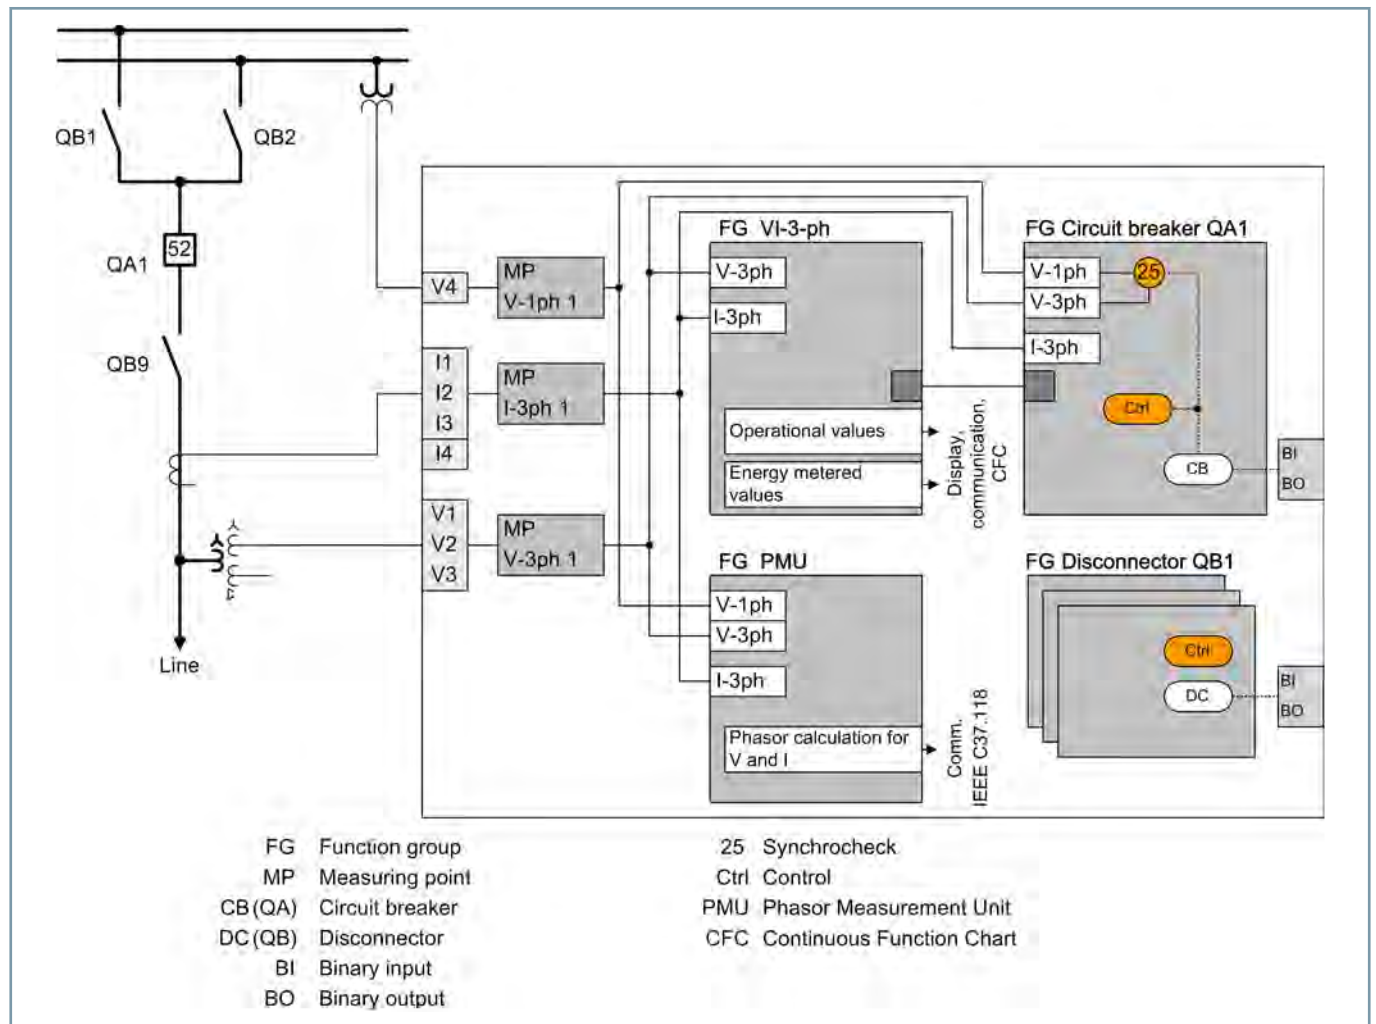 QB1
QB2
52
QA1
QB9
Line
V4
I1
I2
I3
I4
V1
V2
V3
MP
V-1ph 1
MP
I-3ph 1
MP
V-3ph 1
FG VI-3-ph
V-3ph
I-3ph
Operational values
Energy metered
values
Display,
communication,
CFC
FG PMU
V-1ph
V-3ph
I-3ph
Phasor calculation for
V and I
Comm.
IEEE C37.118
FG Circuit breaker QA1
V-1ph
V-3ph
I-3ph
25
Ctrl
CB
BI
BO
FG Disconnector QB1
Ctrl
DC
BI
BO
FG Function group
MP Measuring point
CB (QA) Circuit breaker
DC (QB) Disconnector
BI Binary input
BO Binary output
25 Synchrocheck
Ctrl Control
PMU Phasor Measurement Unit
CFC Continuous Function Chart